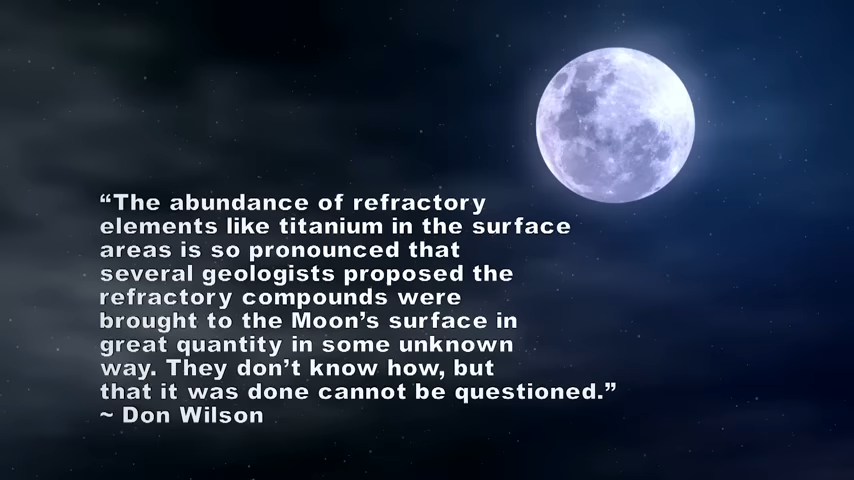 “The abundance of refractory
elements like titanium in the surface
areas is so pronounced that
several geologists proposed the
refractory compounds were
brought to the Moon’s surface in
great quantity in some unknown
way. They don’t know how, but
that it was done cannot be questioned.”
~ Don Wilson